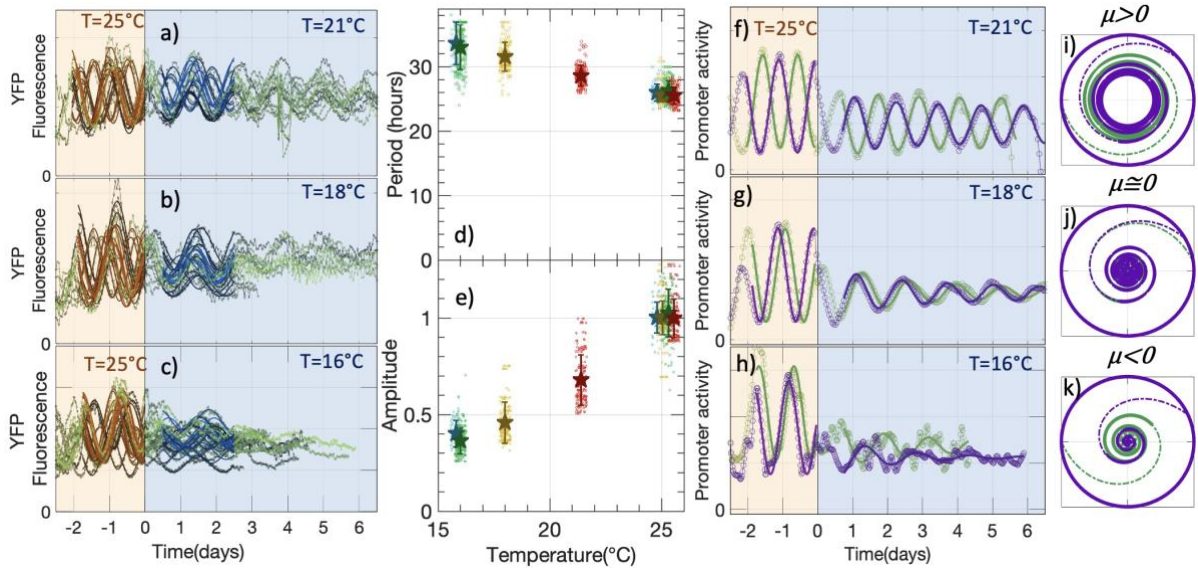 T=25°C
a)
T=21°C
YFP
Fluorescence
0
b)
T=18°C
YFP
Fluorescence
0
T=25°C
c)
T=16°C
YFP
Fluorescence
0
-2 -1 0 1 2 3 4 5 6
Time(days)
30
20
10
0
Period (hours)
d)
e)
1
0.5
0
Amplitude
15 20 25
Temperature(°C)
f)
T=25°C
T=21°C
Promoter activity
0
g)
T=18°C
Promoter activity
0
h)
T=16°C
Promoter activity
0
-2 -1 0 1 2 3 4 5 6
Time (days)
μ>0
i)
μ≅0
j)
μ<0
k)